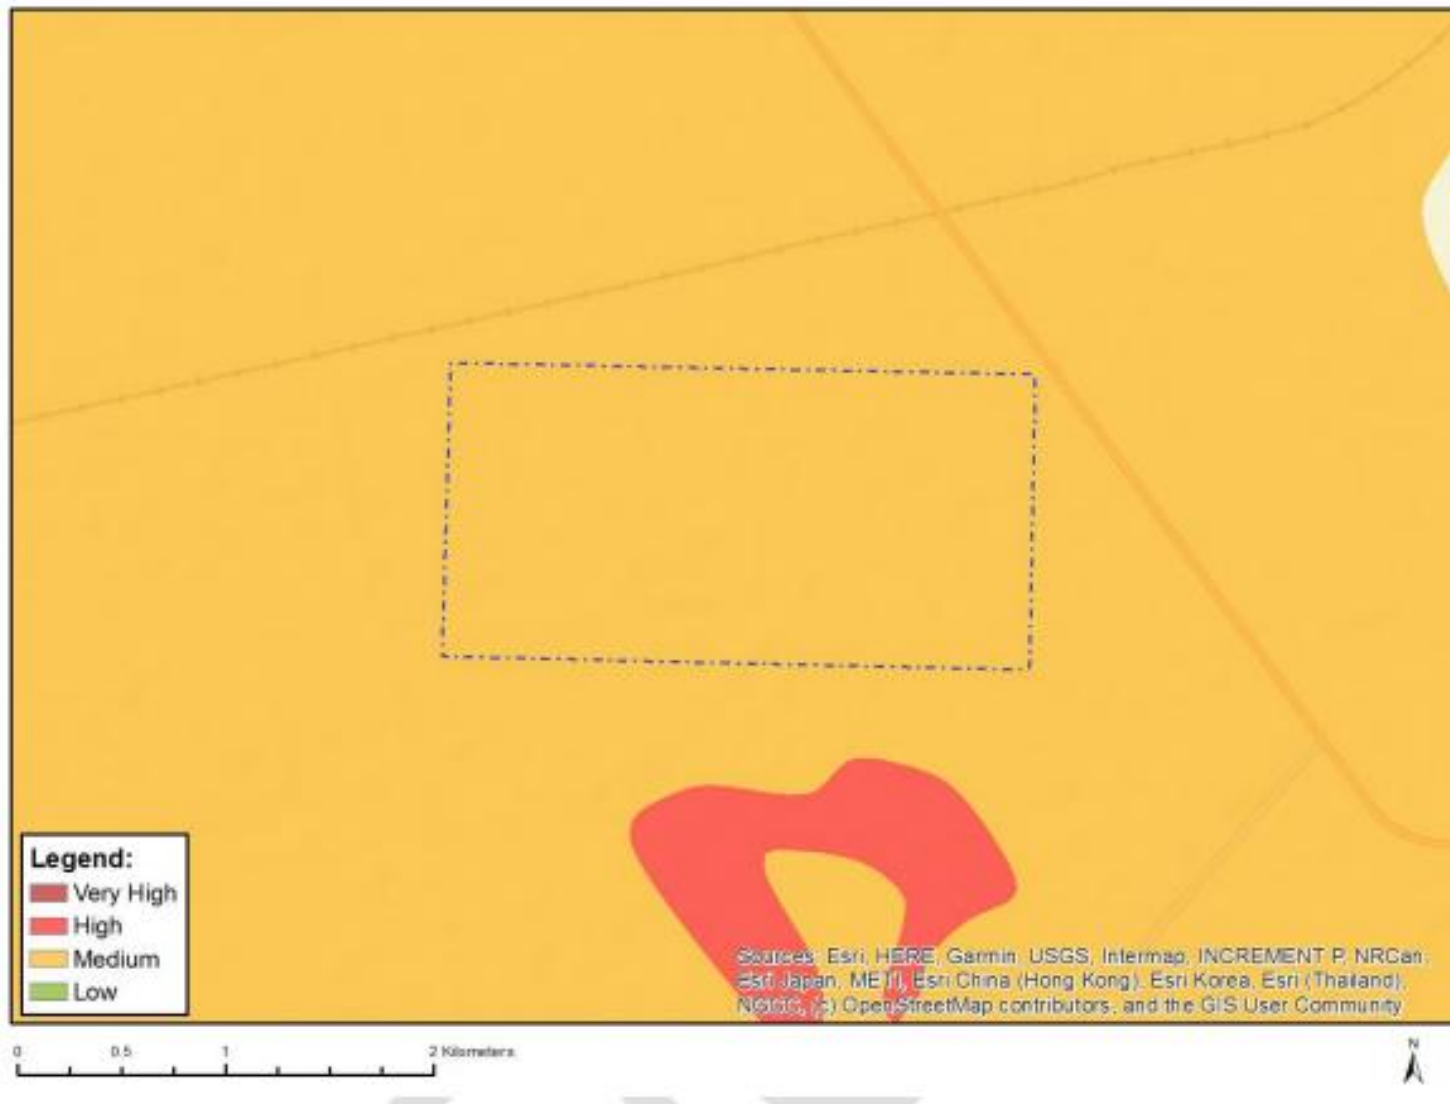 Legend:
Very High
High
Medium
Low
Sources: Esri, HERE, Garmin, USGS, Intermap, INCREMENT P, NRCan,
Esri Japan, METI, Esri China (Hong Kong), Esri Korea, Esri (Thailand),
NGCC, (c) OpenStreetMap contributors, and the GIS User Community
0 0.5 1 2 Kilometers
N